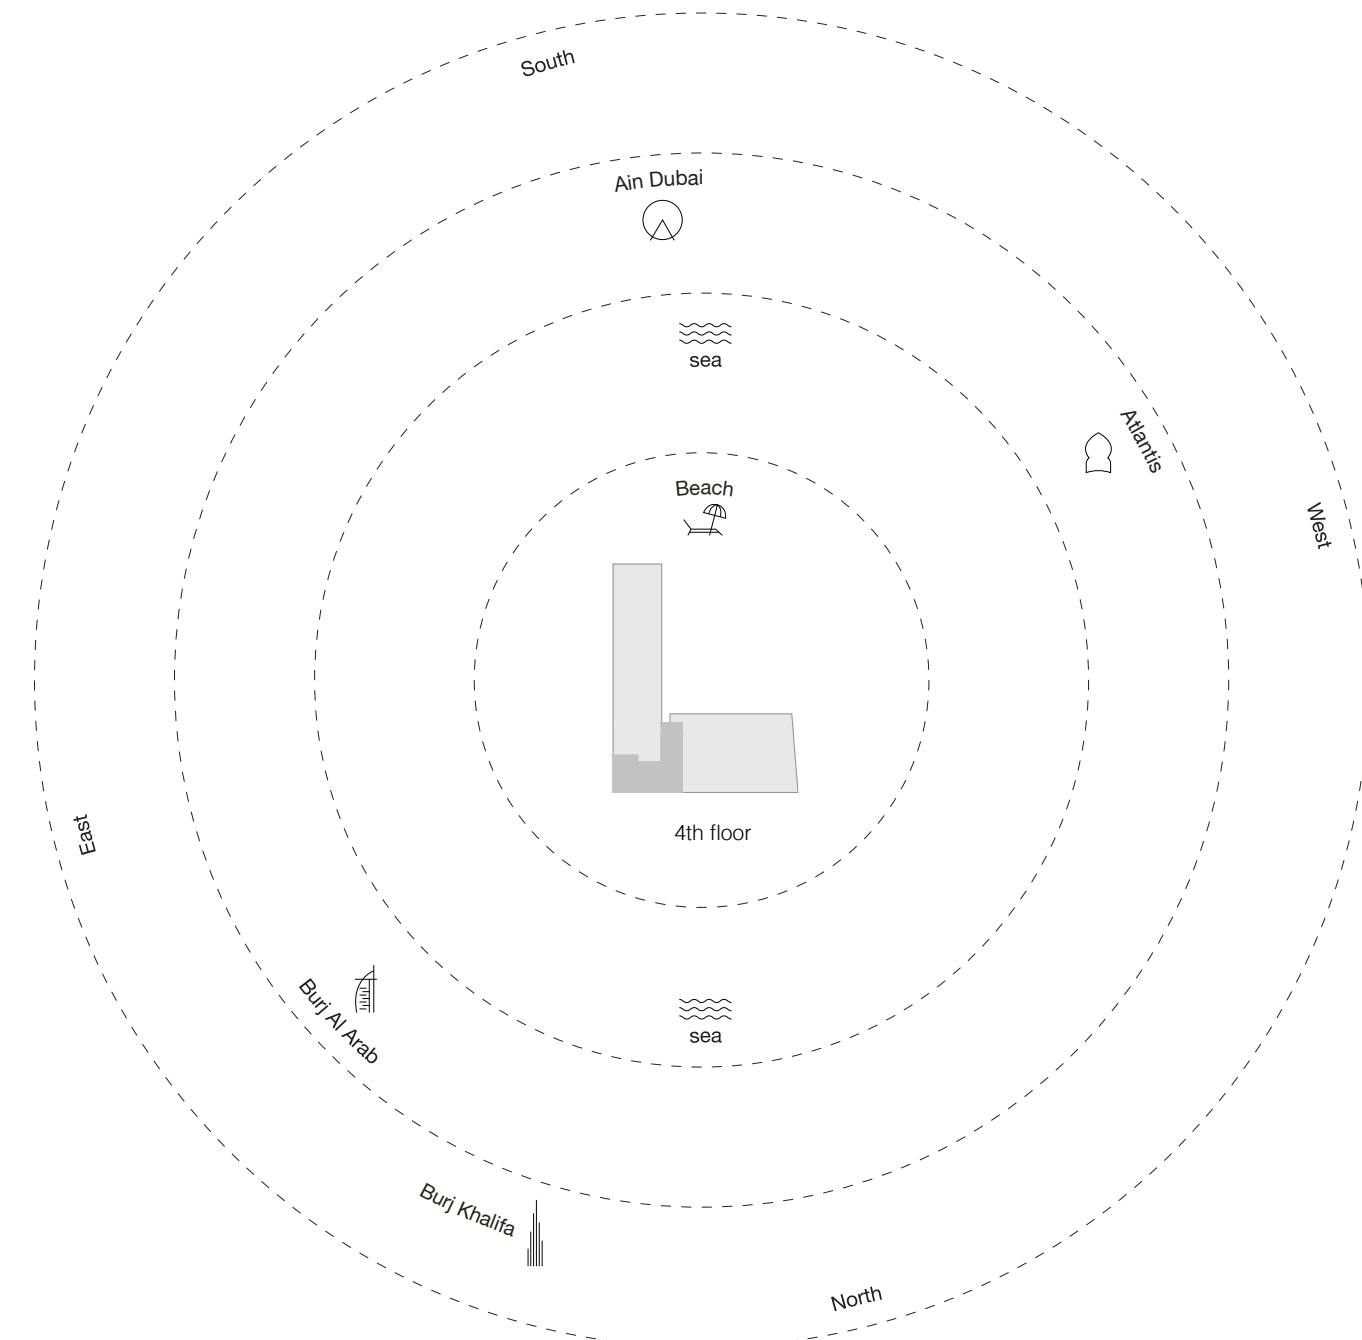 South
Ain Dubai
sea
Atlantis
Beach
West
East
4th floor
Burj Al Arab
sea
Burj Khalifa
North